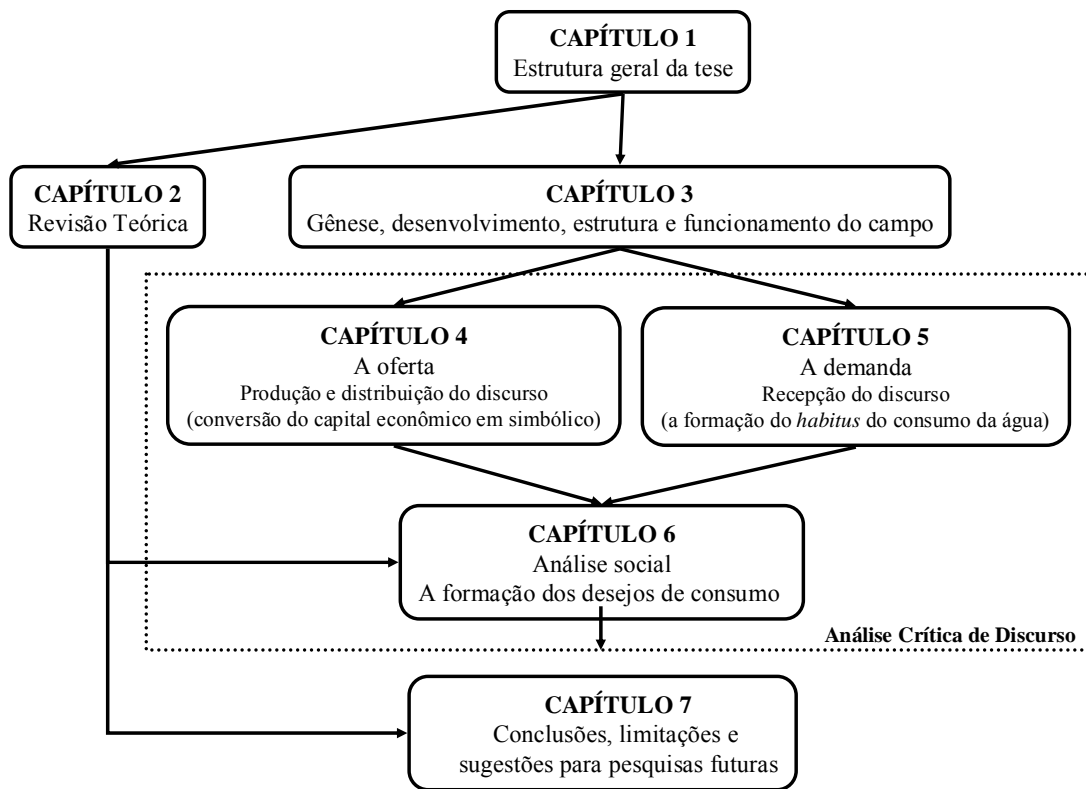 CAPÍTULO 1
Estrutura geral da tese
CAPÍTULO 2
Revisão Teórica
CAPÍTULO 3
Gênese, desenvolvimento, estrutura e funcionamento do campo
CAPÍTULO 4
A oferta
Produção e distribuição do discurso
(conversão do capital econômico em simbólico)
CAPÍTULO 5
A demanda
Recepção do discurso
(a formação do habitus do consumo da água)
CAPÍTULO 6
Análise social
A formação dos desejos de consumo
Análise Crítica de Discurso
CAPÍTULO 7
Conclusões, limitações e
sugestões para pesquisas futuras